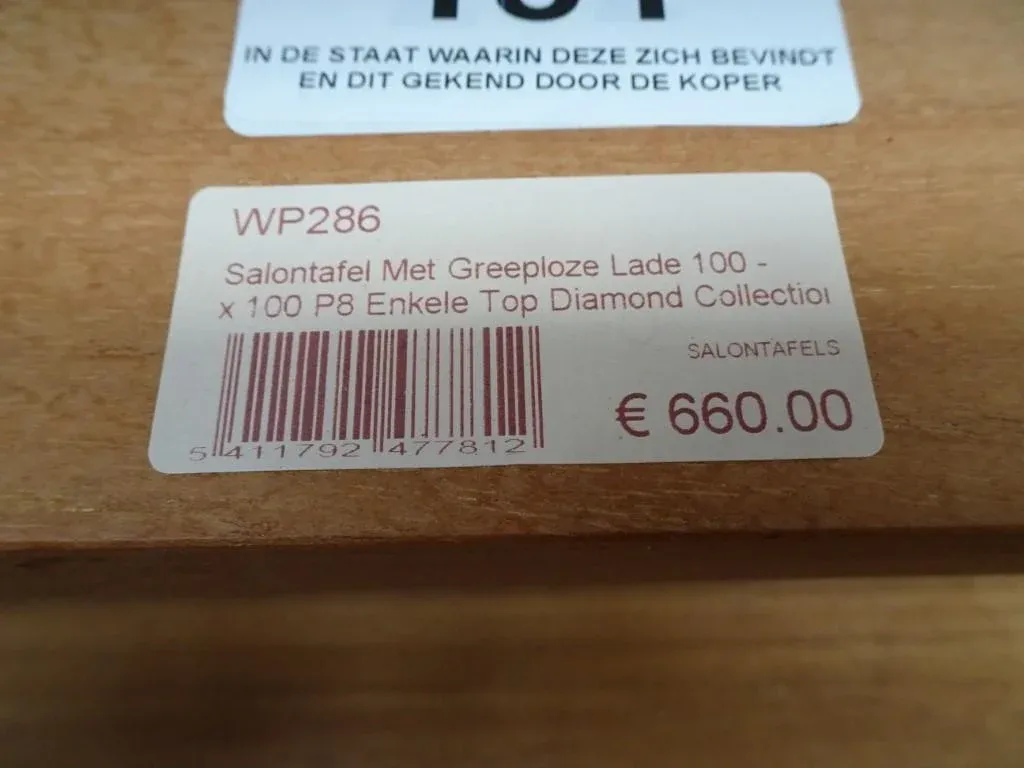 IN DE STAAT WAARIN DEZE ZICH BEVINDT
EN DIT GEKEND DOOR DE KOPER
WP286
Salontafel Met Greeploze Lade 100 -
x 100 P8 Enkele Top Diamond
SALONTAFELS
€ 660.00
5 411792 477812